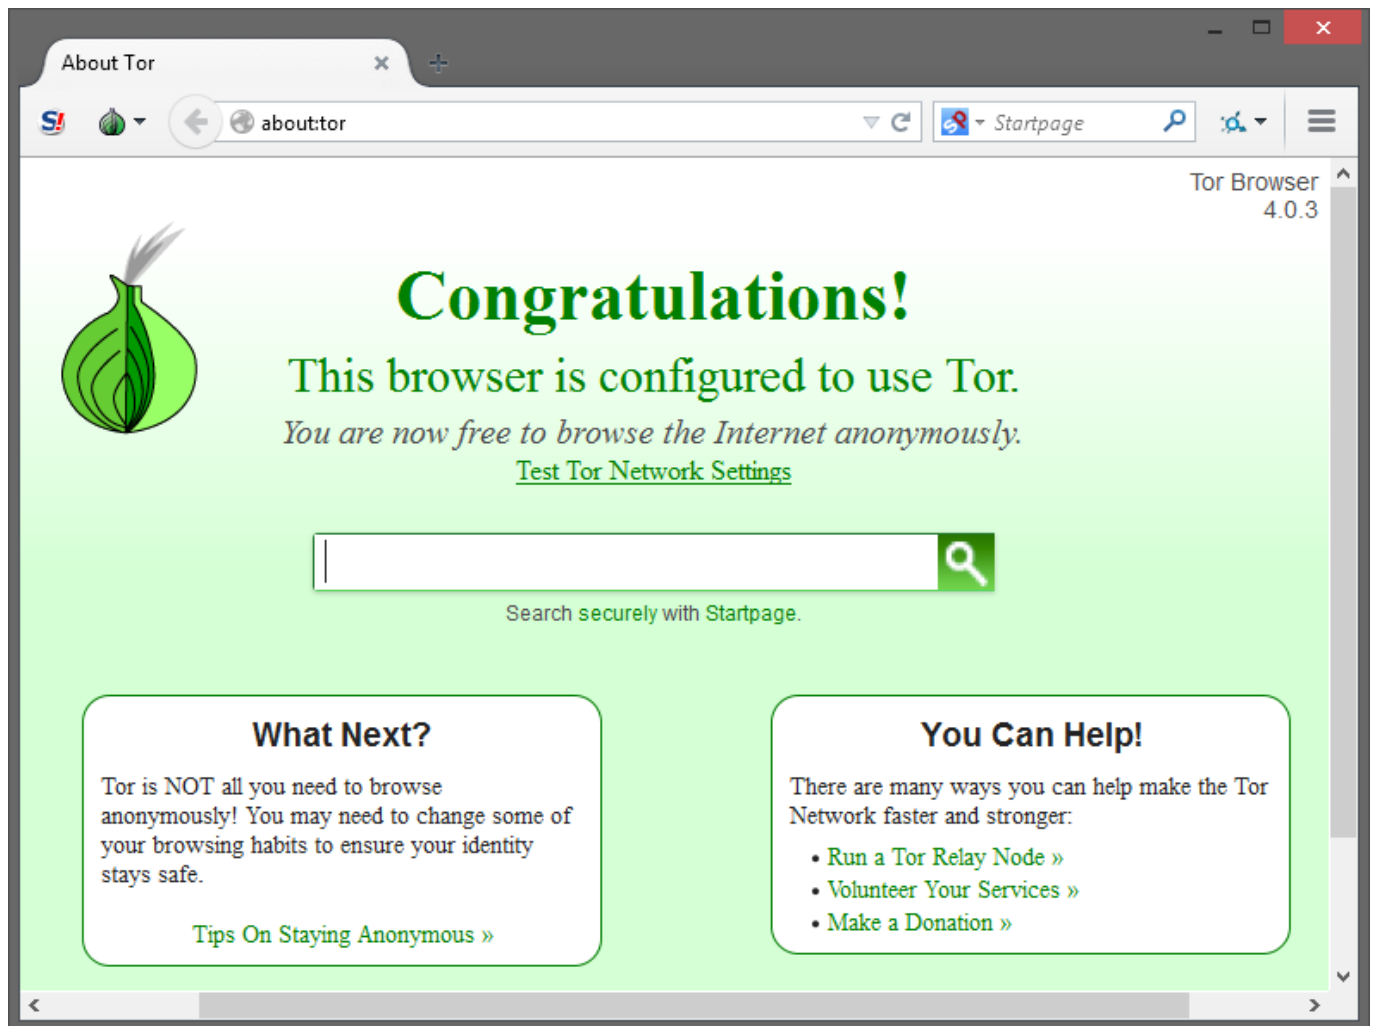 About Tor
S!
about:tor
Startpage
Tor Browser
4.0.3
Congratulations!
This browser is configured to use Tor.
You are now free to browse the Internet anonymously.
Test Tor Network Settings
Search securely with Startpage.
What Next?
Tor is NOT all you need to browse
anonymously! You may need to change some of
your browsing habits to ensure your identity
stays safe.
Tips On Staying Anonymous »
You Can Help!
There are many ways you can help make the Tor
Network faster and stronger:
• Run a Tor Relay Node »
• Volunteer Your Services »
• Make a Donation »